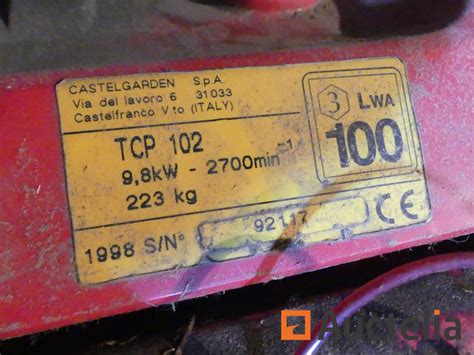 CASTELGARDEN S.p.A.
Via del lavoro 6 31033
Castelfranco V.to (ITALY)
TCP 102
9,8kW - 2700min⁻¹
223 kg
1998 S/N° 92117
3 LWA
100
CE
Auctelia